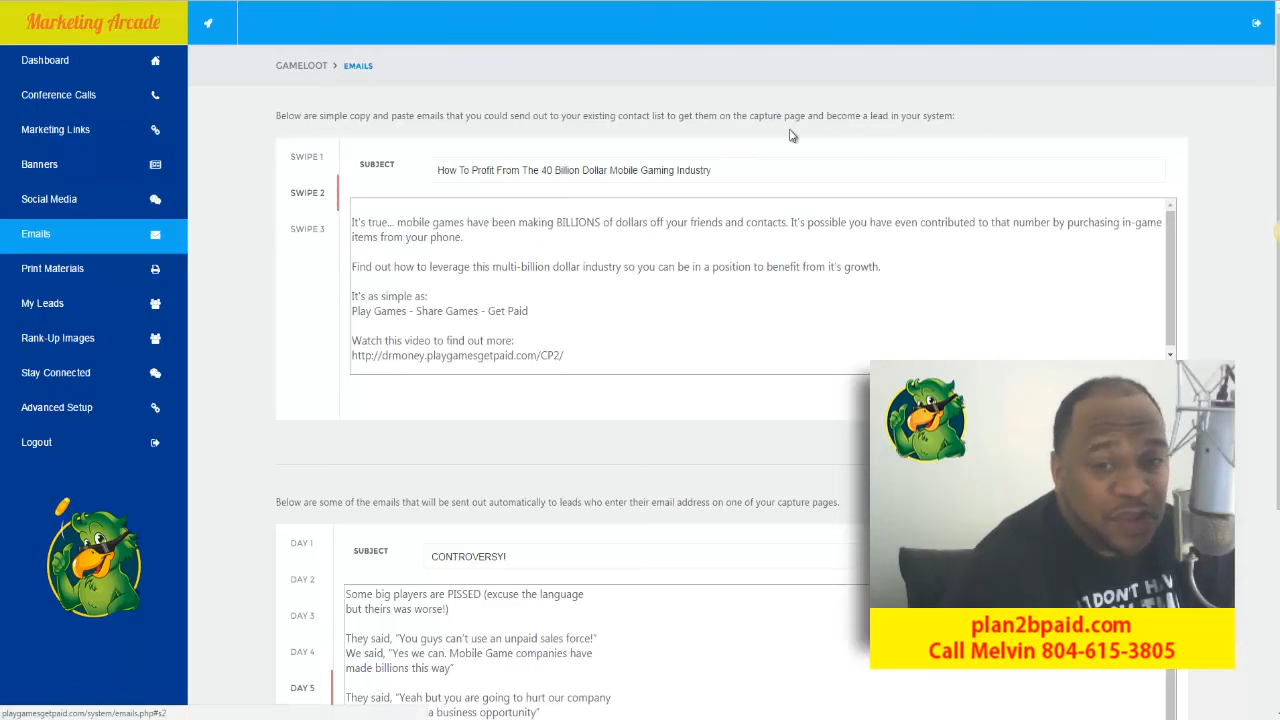 Marketing Arcade
Dashboard
Conference Calls
Marketing Links
Banners
Social Media
Emails
Print Materials
My Leads
Rank-Up Images
Stay Connected
Advanced Setup
Logout
GAMELOOT > EMAILS
Below are simple copy and paste emails that you could send out to your existing contact list to get them on the capture page and become a lead in your system:
SWIPE 1
SWIPE 2
SWIPE 3
SUBJECT
How To Profit From The 40 Billion Dollar Mobile Gaming Industry
It's true... mobile games have been making BILLIONS of dollars off your friends and contacts. It's possible you have even contributed to that number by purchasing in-game
items from your phone.
Find out how to leverage this multi-billion dollar industry so you can be in a position to benefit from it's growth.
It's as simple as:
Play Games - Share Games - Get Paid
Watch this video to find out more:
http://drmoney.playgamesgetpaid.com/CP2/
Below are some of the emails that will be sent out automatically to leads who enter their email address on one of your capture pages.
DAY 1
DAY 2
DAY 3
DAY 4
DAY 5
SUBJECT
CONTROVERSY!
Some big players are PISSED (excuse the language
but theirs was worse!)
They said, "You guys can't use an unpaid sales force!"
We said, "Yes we can. Mobile Game companies have
made billions this way"
They said, "Yeah but you are going to hurt our company
a business opportunity"
I DON'T HAV
plan2bpaid.com
Call Melvin 804-615-3805
playgamesgetpaid.com/system/emails.php#s2